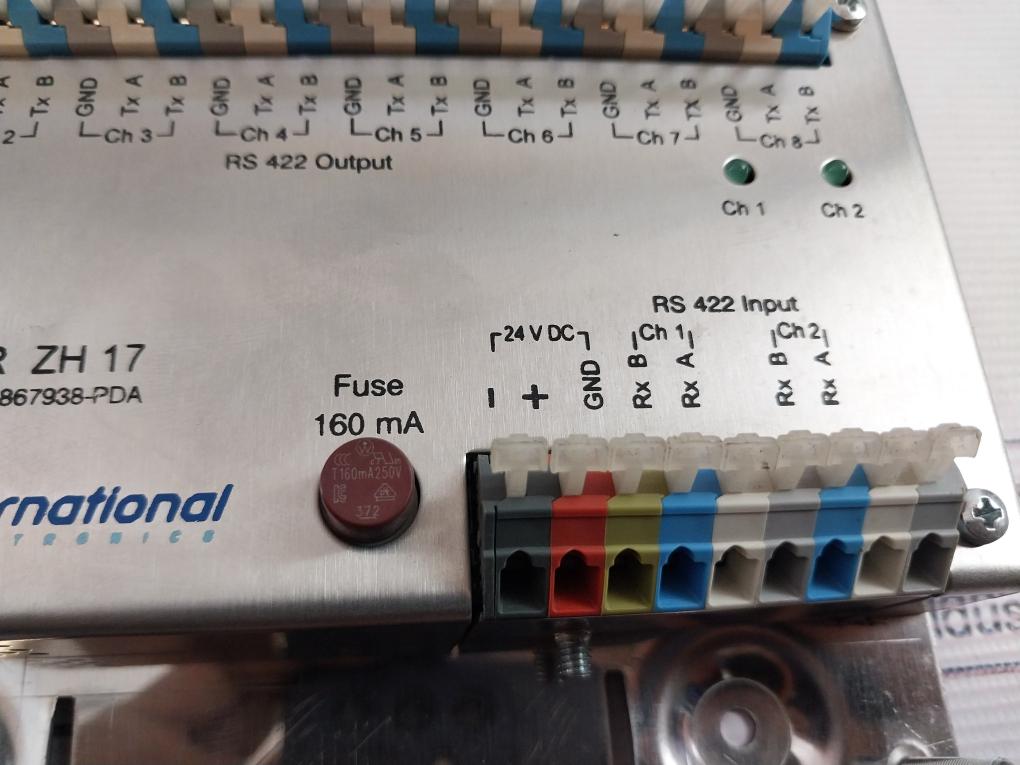 Tx A Tx B GND Tx A Tx B GND Tx A Tx B GND Tx A Tx B GND Tx A Tx B GND Tx A Tx B GND Tx A Tx B
2 Ch 3 Ch 4 Ch 5 Ch 6 Ch 7 Ch 8
RS 422 Output
Ch 1 Ch 2
RS 422 Input
24 V DC Ch 1 Ch 2
- + GND Rx B Rx A Rx B Rx A
R ZH 17
867938-PDA
Fuse
160 mA
T160mA250V
372
rnational
TRONICS